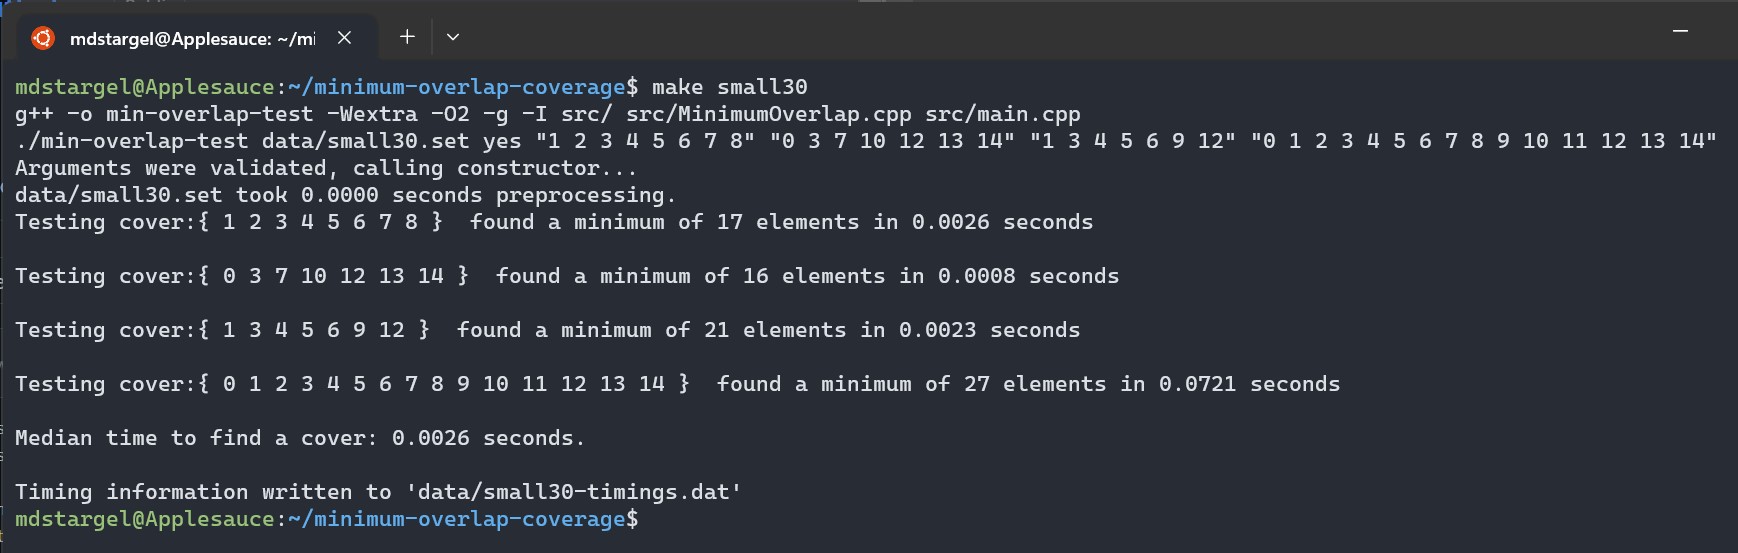 mdstargel@Applesauce: ~/mi
mdstargel@Applesauce:~/minimum-overlap-coverage$ make small30
g++ -o min-overlap-test -Wextra -O2 -g -I src/ src/MinimumOverlap.cpp src/main.cpp
./min-overlap-test data/small30.set yes "1 2 3 4 5 6 7 8" "0 3 7 10 12 13 14" "1 3 4 5 6 9 12" "0 1 2 3 4 5 6 7 8 9 10 11 12 13 14"
Arguments were validated, calling constructor...
data/small30.set took 0.0000 seconds preprocessing.
Testing cover:{ 1 2 3 4 5 6 7 8 }  found a minimum of 17 elements in 0.0026 seconds
Testing cover:{ 0 3 7 10 12 13 14 }  found a minimum of 16 elements in 0.0008 seconds
Testing cover:{ 1 3 4 5 6 9 12 }  found a minimum of 21 elements in 0.0023 seconds
Testing cover:{ 0 1 2 3 4 5 6 7 8 9 10 11 12 13 14 }  found a minimum of 27 elements in 0.0721 seconds
Median time to find a cover: 0.0026 seconds.
Timing information written to 'data/small30-timings.dat'
mdstargel@Applesauce:~/minimum-overlap-coverage$